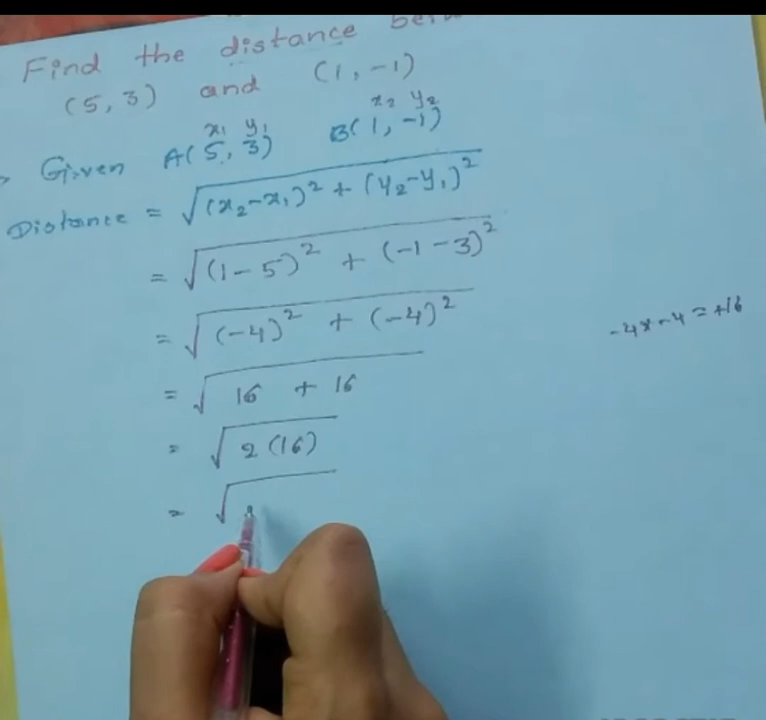 Find the distance
(5, 3) and (1, -1)
x₁ y₁ x₂ y₂
Given A(5, 3) B(1, -1)
Distance = √(x₂-x₁)² + (y₂-y₁)²
= √(1-5)² + (-1-3)²
= √(-4)² + (-4)²
-4x-4=+16
= √16 + 16
= √2(16)
= √